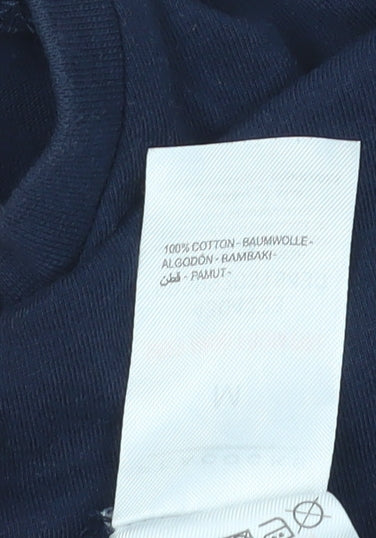 100% COTTON - BAUMWOLLE -
ALGODÓN - BAMBAKI -
قطن - PAMUT -